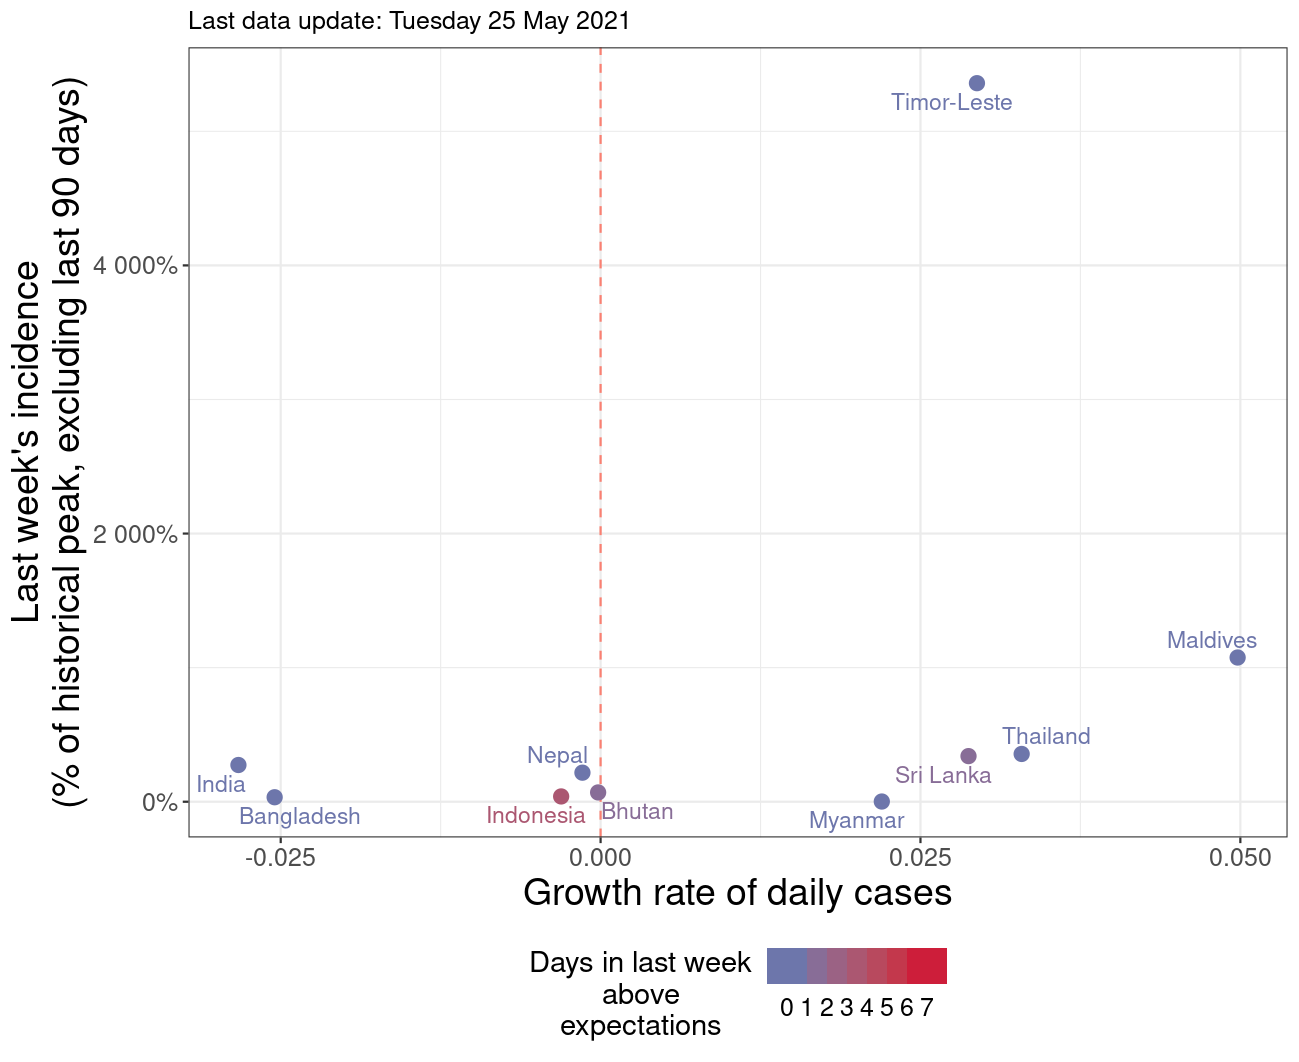 Last data update: Tuesday 25 May 2021
Last week's incidence
(% of historical peak, excluding last 90 days)
4 000%
2 000%
0%
Timor-Leste
Maldives
Thailand
Sri Lanka
Myanmar
Nepal
Bhutan
Indonesia
India
Bangladesh
-0.025
0.000
0.025
0.050
Growth rate of daily cases
Days in last week
above
expectations
0 1 2 3 4 5 6 7